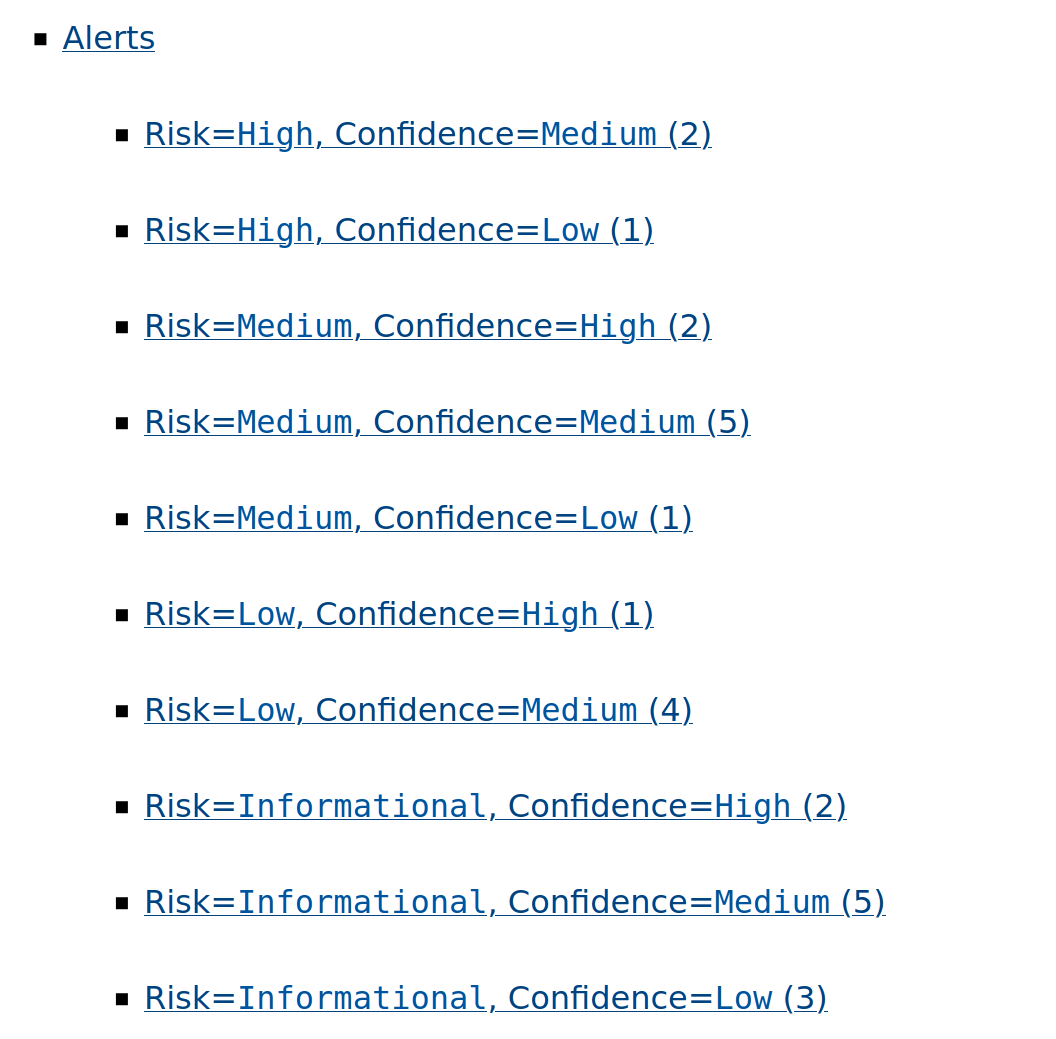 Alerts
Risk=High, Confidence=Medium (2)
Risk=High, Confidence=Low (1)
Risk=Medium, Confidence=High (2)
Risk=Medium, Confidence=Medium (5)
Risk=Medium, Confidence=Low (1)
Risk=Low, Confidence=High (1)
Risk=Low, Confidence=Medium (4)
Risk=Informational, Confidence=High (2)
Risk=Informational, Confidence=Medium (5)
Risk=Informational, Confidence=Low (3)